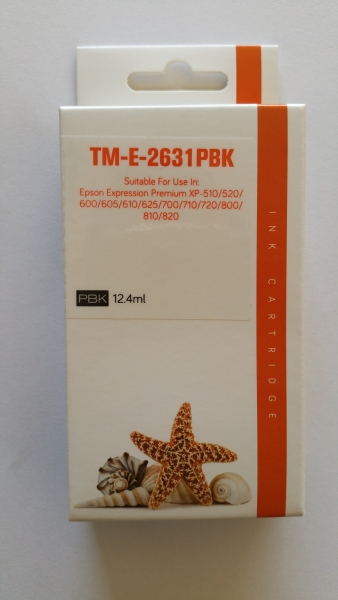 TM-E-2631PBK
Suitable For Use In:
Epson Expression Premium XP-510/520/
600/605/610/625/700/710/720/800/
810/820
PBK 12.4ml
INK CARTRIDGE